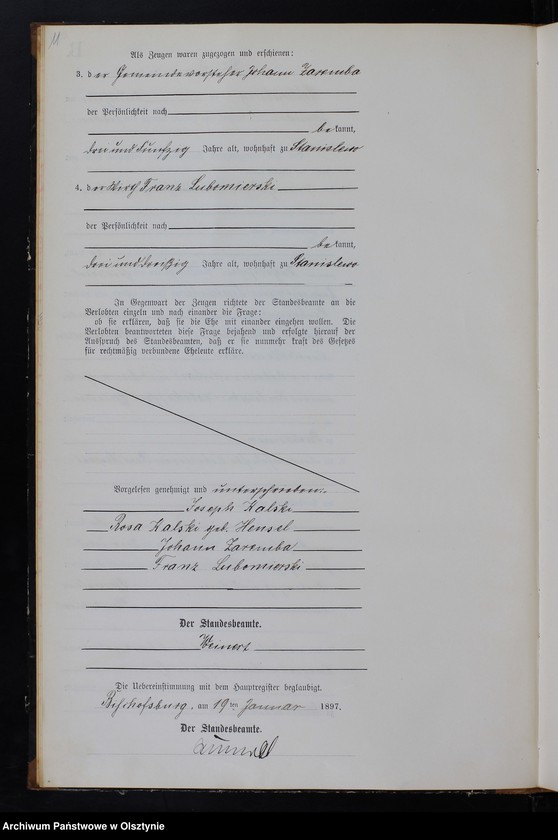 11
Als Zeugen waren zugezogen und erschienen:
3. der Gemeindevorsteher Johann Zaremba
der Persönlichkeit nach
bekannt,
drei und fünfzig Jahre alt, wohnhaft zu Stanislewo
4. der Wirth Franz Lubomierski
der Persönlichkeit nach
bekannt,
drei und dreißig Jahre alt, wohnhaft zu Stanislewo
In Gegenwart der Zeugen richtete der Standesbeamte an die
Verlobten einzeln und nach einander die Frage:
ob sie erklären, daß sie die Ehe mit einander eingehen wollen. Die
Verlobten beantworteten diese Frage bejahend und erfolgte hierauf der
Ausspruch des Standesbeamten, daß er sie nunmehr kraft des Gesetzes
für rechtmäßig verbundene Eheleute erkläre.
Vorgelesen genehmigt und unterschrieben:
Joseph Kalski
Rosa Kalski geb. Hensel
Johann Zaremba
Franz Lubomierski
Der Standesbeamte.
Weinert
Die Uebereinstimmung mit dem Hauptregister beglaubigt.
Bischofsburg, am 19ten Januar 1897.
Der Standesbeamte.
Archiwum Państwowe w Olsztynie